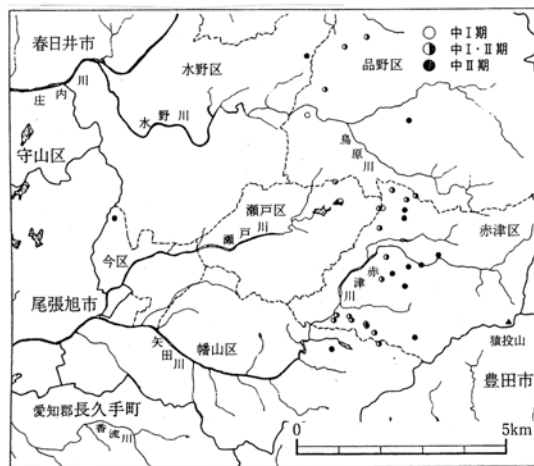 春日井市
庄内川
水野区
水野川
品野区
○ 中Ⅰ期
◑ 中Ⅰ・Ⅱ期
● 中Ⅱ期
守山区
鳥原川
瀬戸区
瀬戸川
赤津区
今区
赤津川
尾張旭市
矢田川
幡山区
猿投山
豊田市
愛知郡長久手町
香流川
0 5km